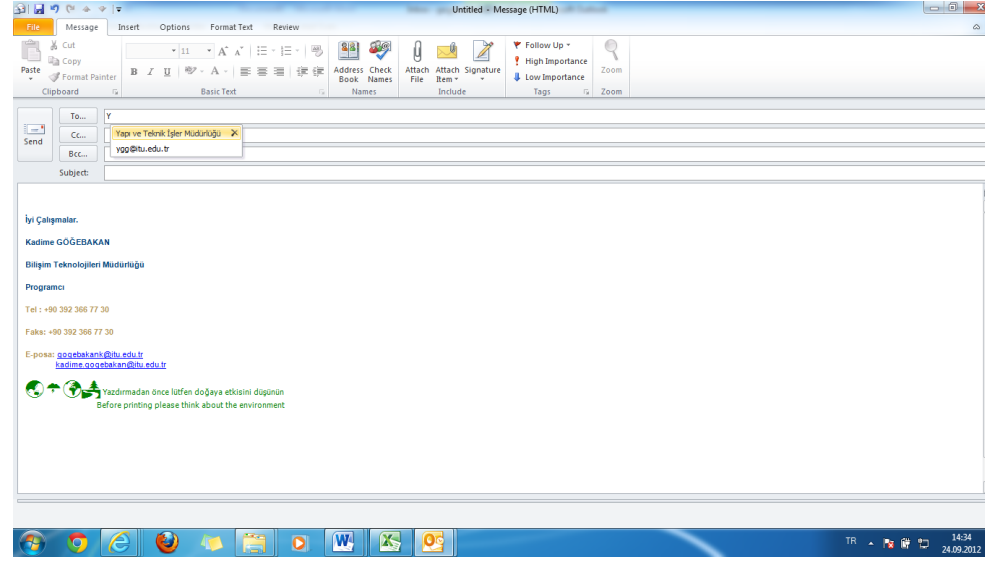 Untitled - Message (HTML)
File Message Insert Options Format Text Review
Cut
Copy
Format Painter
Paste
11
B I U
Address Book
Check Names
Attach File
Attach Item
Signature
Follow Up
High Importance
Low Importance
Zoom
Clipboard Basic Text Names Include Tags Zoom
Send
To... Y
Cc...
Yapı ve Teknik İşler Müdürlüğü
ygg@itu.edu.tr
Bcc...
Subject:
İyi Çalışmalar.
Kadime GÖĞEBAKAN
Bilişim Teknolojileri Müdürlüğü
Programcı
Tel : +90 392 366 77 30
Faks: +90 392 366 77 30
E-posa: gogebakank@itu.edu.tr
kadime.gogebakan@itu.edu.tr
Yazdırmadan önce lütfen doğaya etkisini düşünün
Before printing please think about the environment
TR
14:34
24.09.2012